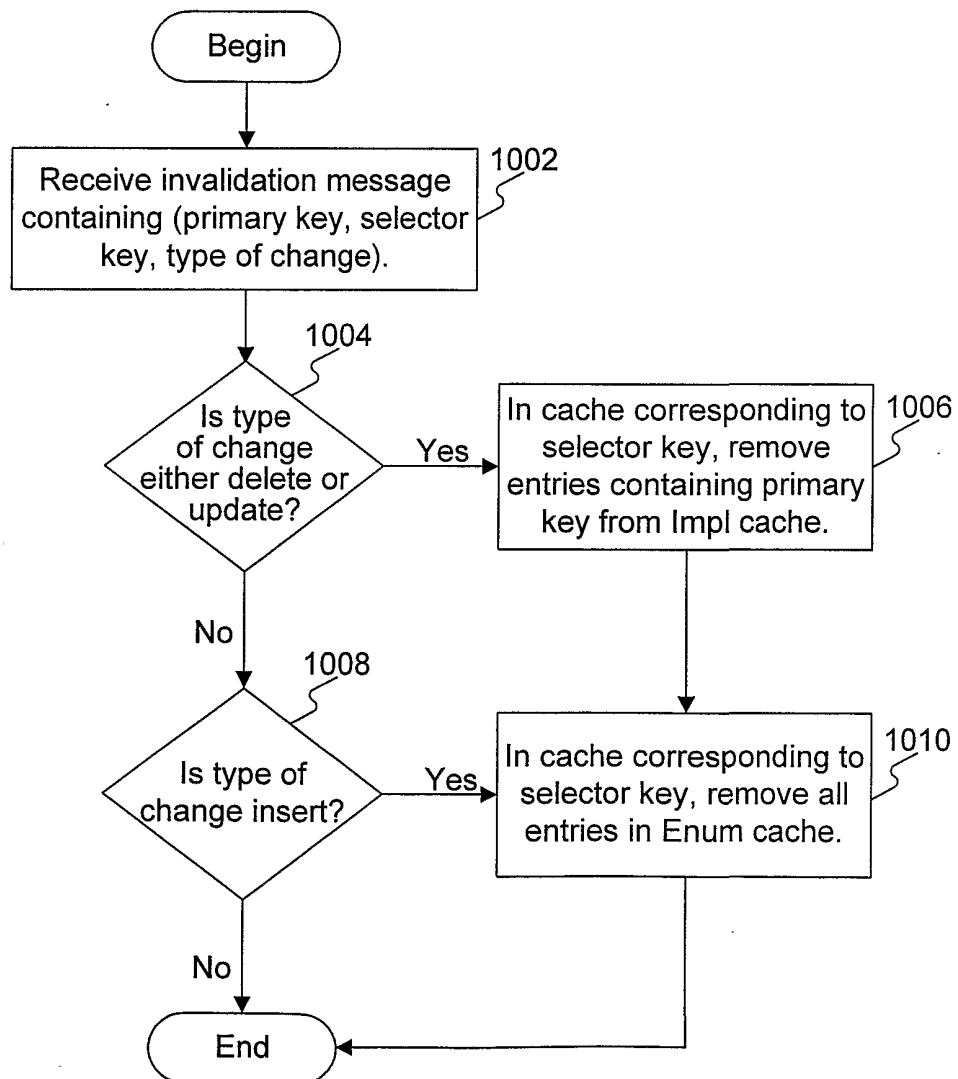 Begin
1002
Receive invalidation message
containing (primary key, selector
key, type of change).
1004
Is type
of change
either delete or
update?
Yes
1006
In cache corresponding to
selector key, remove
entries containing primary
key from Impl cache.
No
1008
Is type of
change insert?
Yes
1010
In cache corresponding to
selector key, remove all
entries in Enum cache.
No
End